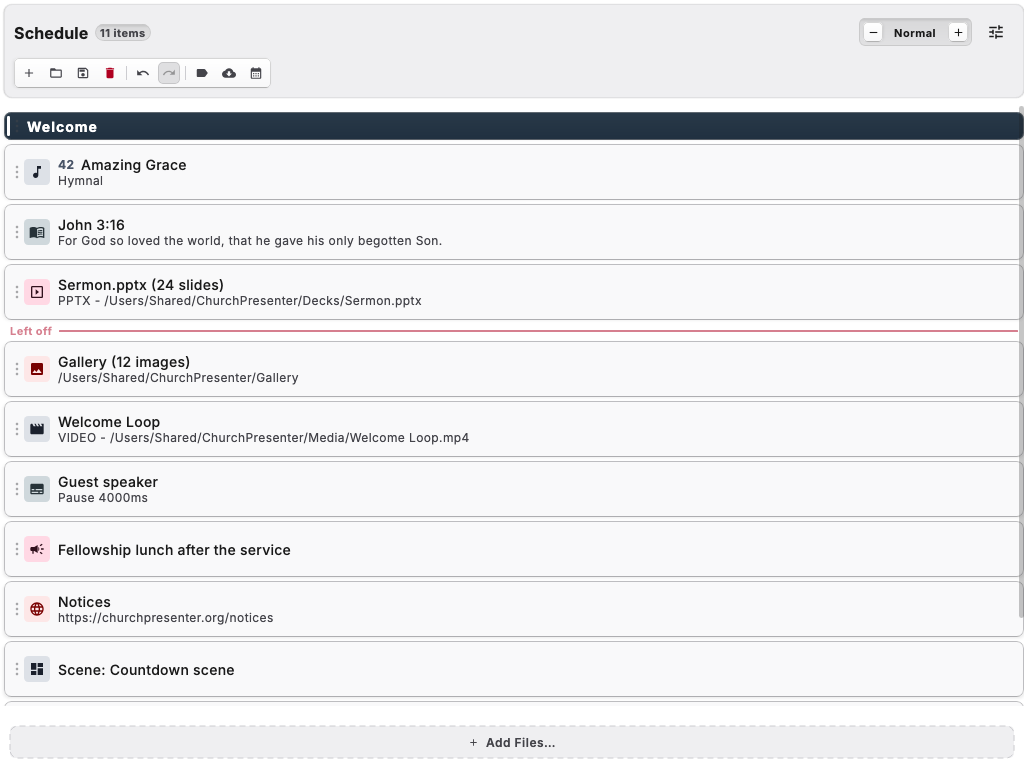 Schedule 11 items
Normal
Welcome
42 Amazing Grace
Hymnal
John 3:16
For God so loved the world, that he gave his only begotten Son.
Sermon.pptx (24 slides)
PPTX - /Users/Shared/ChurchPresenter/Decks/Sermon.pptx
Left off
Gallery (12 images)
/Users/Shared/ChurchPresenter/Gallery
Welcome Loop
VIDEO - /Users/Shared/ChurchPresenter/Media/Welcome Loop.mp4
Guest speaker
Pause 4000ms
Fellowship lunch after the service
Notices
https://churchpresenter.org/notices
Scene: Countdown scene
+ Add Files...